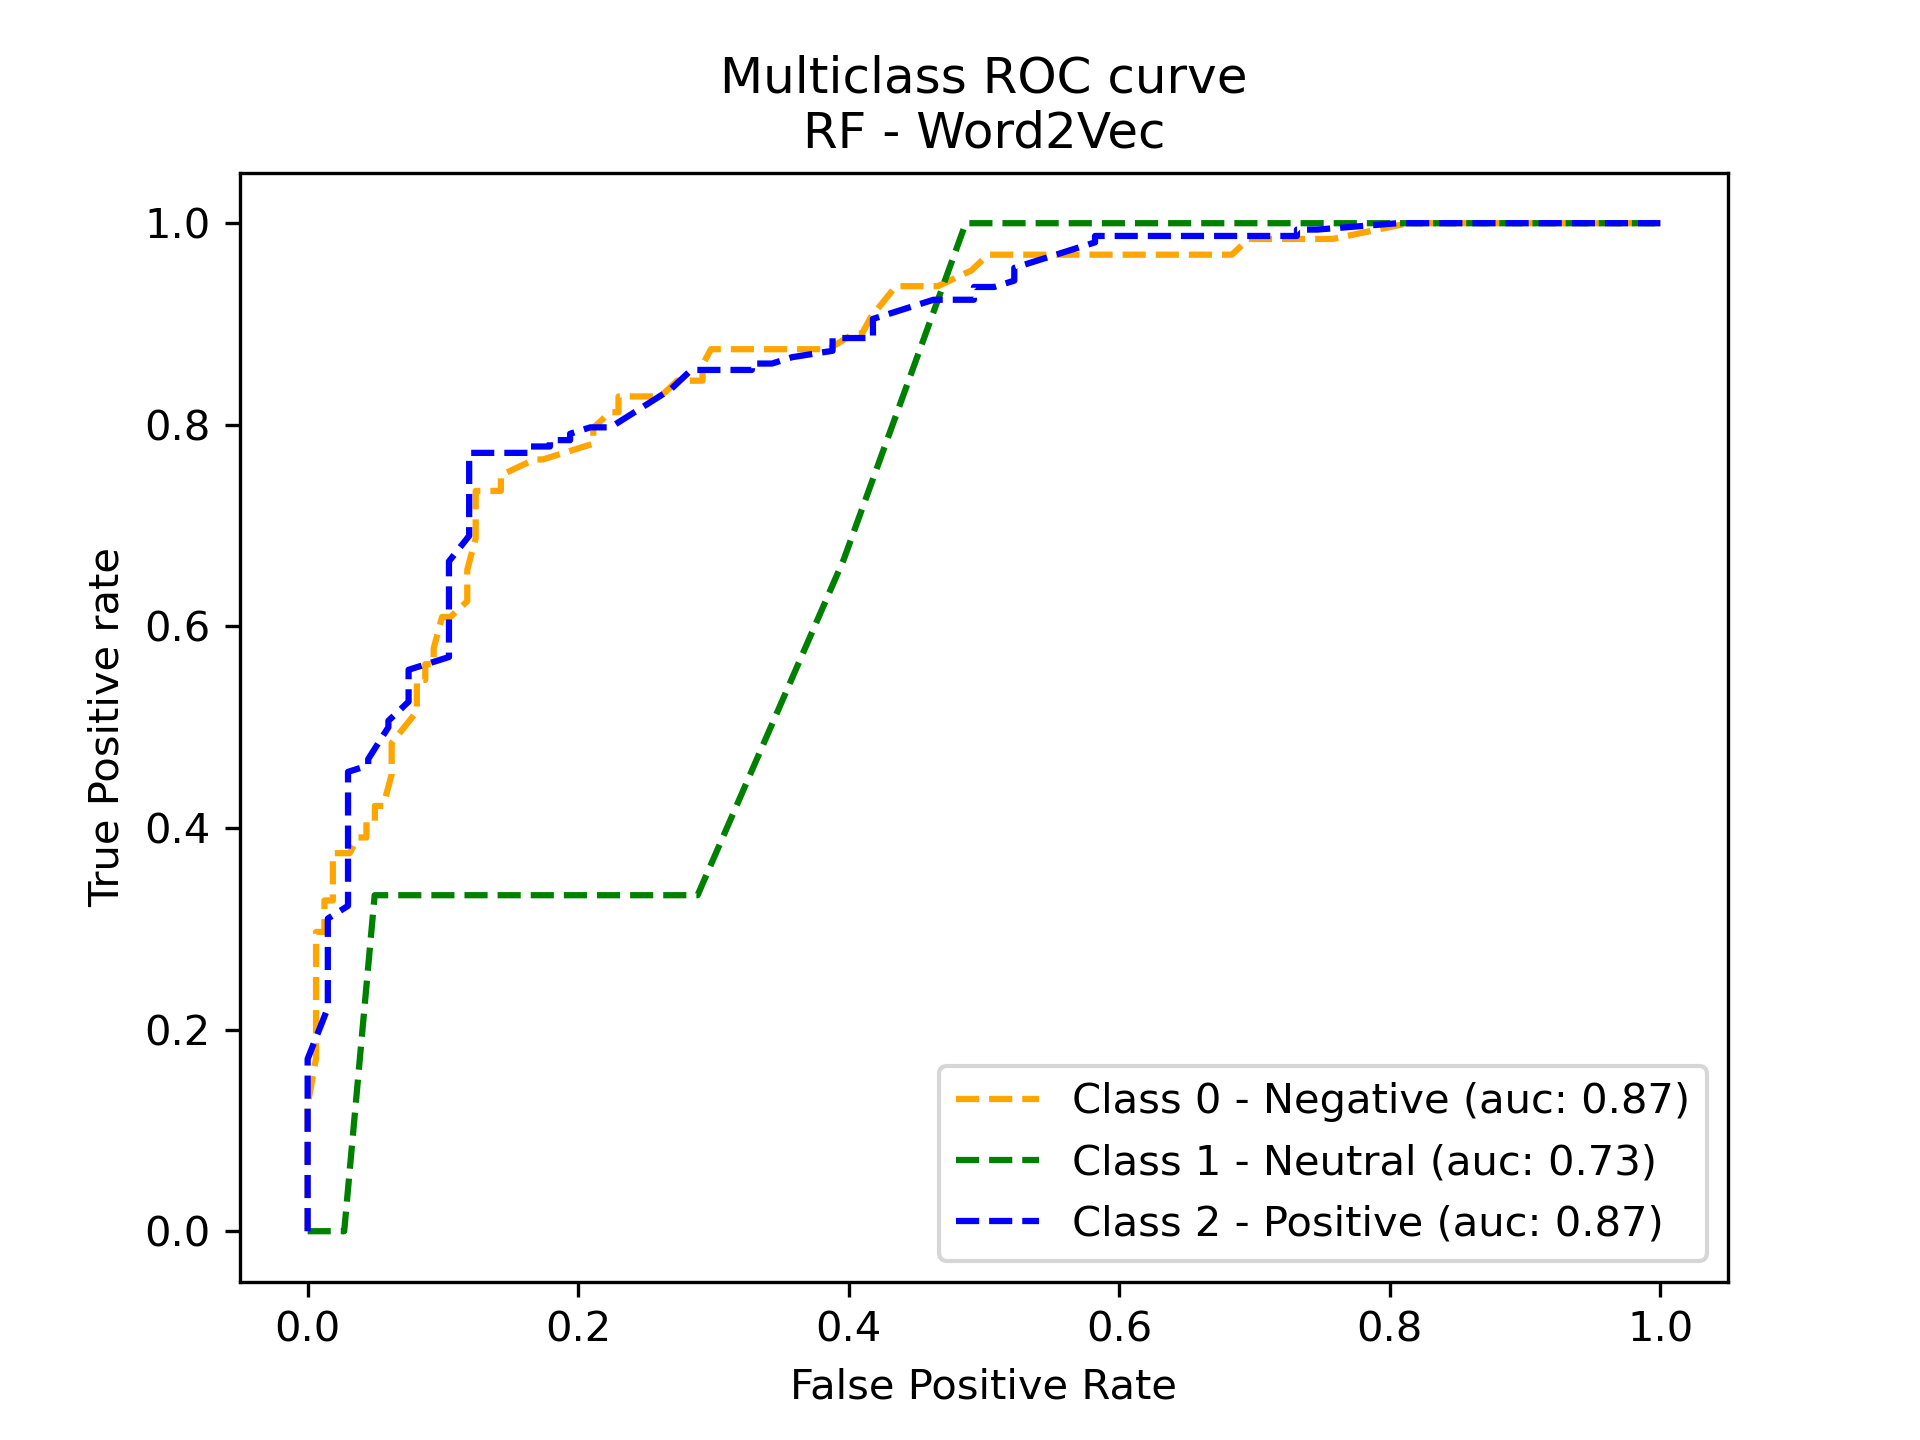 Multiclass ROC curve
RF - Word2Vec
True Positive rate
1.0
0.8
0.6
0.4
0.2
0.0
Class 0 - Negative (auc: 0.87)
Class 1 - Neutral (auc: 0.73)
Class 2 - Positive (auc: 0.87)
0.0 0.2 0.4 0.6 0.8 1.0
False Positive Rate